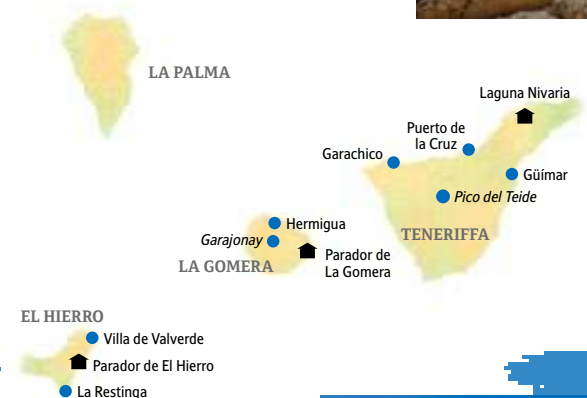 LA PALMA
Laguna Nivaria
Puerto de
la Cruz
Garachico
Güímar
Pico del Teide
TENERIFFA
Hermigua
Garajonay
Parador de
La Gomera
LA GOMERA
EL HIERRO
Villa de Valverde
Parador de El Hierro
La Restinga